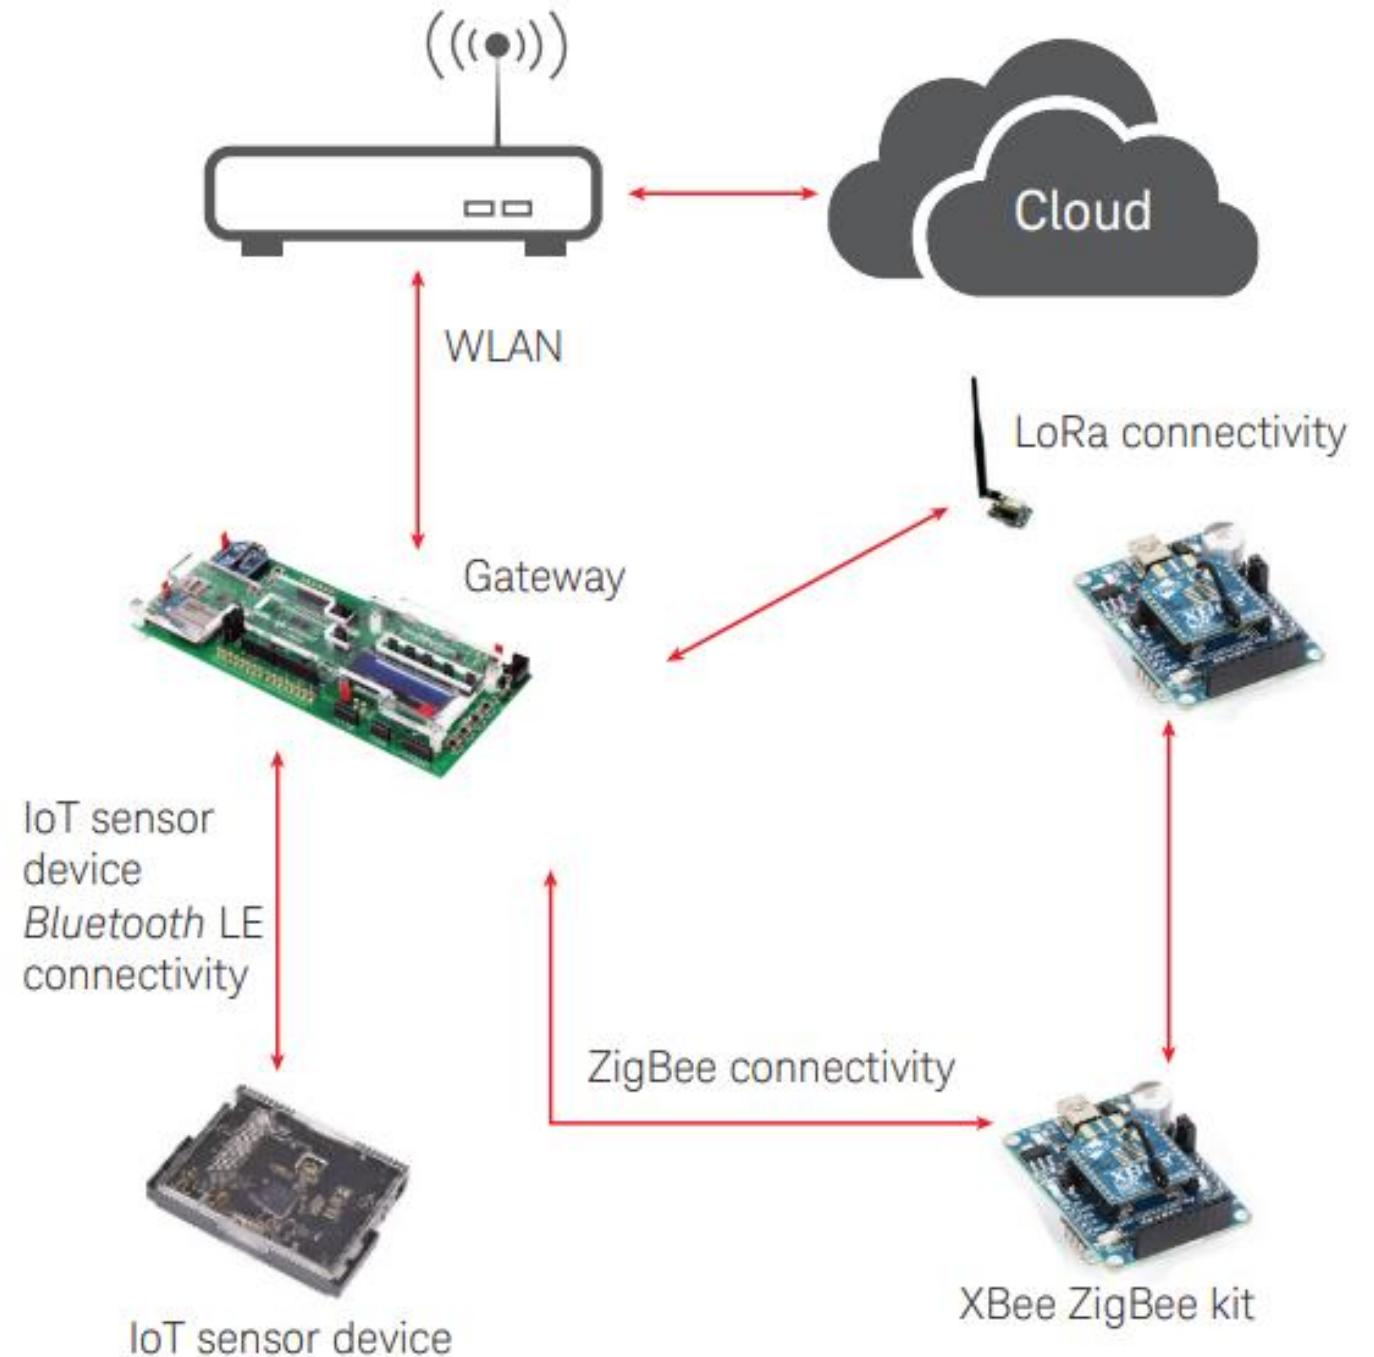 Cloud
WLAN
LoRa connectivity
Gateway
IoT sensor
device
Bluetooth LE
connectivity
ZigBee connectivity
XBee ZigBee kit
IoT sensor device